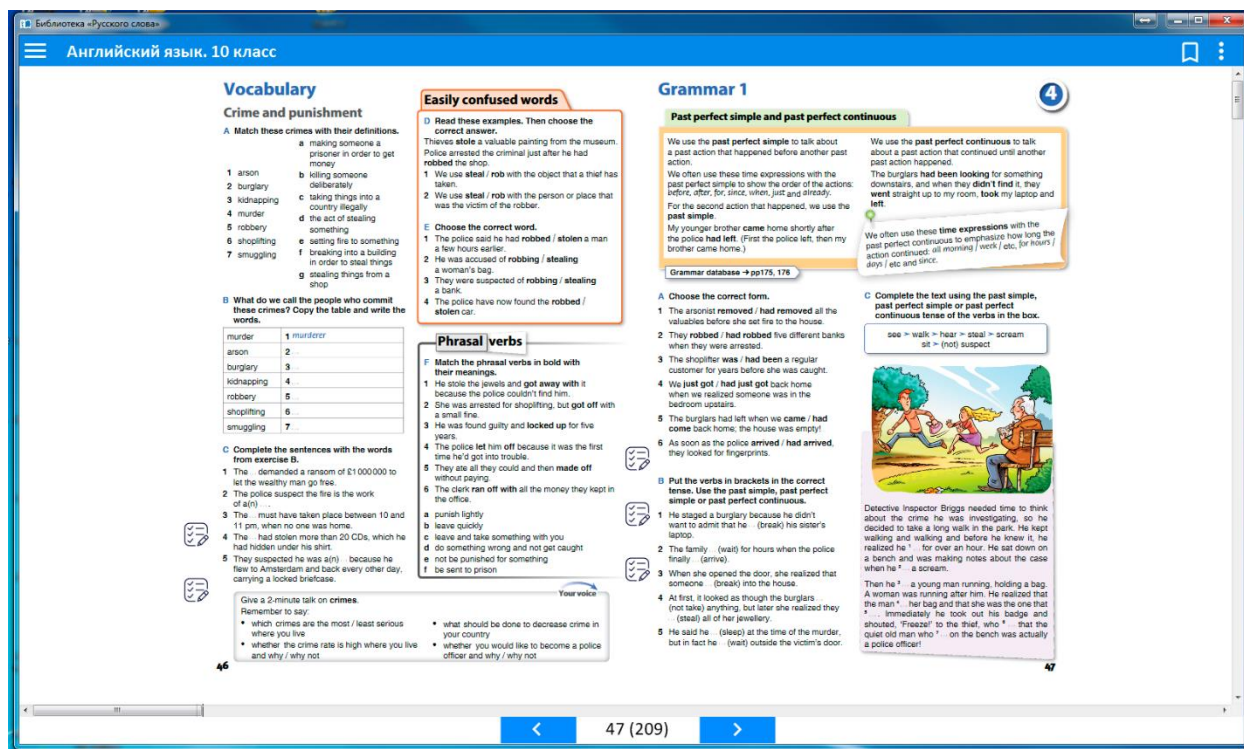 Библиотека «Русского слова»
Английский язык. 10 класс
Vocabulary
Crime and punishment
A Match these crimes with their definitions.
1 arson
2 burglary
3 kidnapping
4 murder
5 robbery
6 shoplifting
7 smuggling
a making someone a
prisoner in order to get
money
b killing someone
deliberately
c taking things into a
country illegally
d the act of stealing
something
e setting fire to something
f breaking into a building
in order to steal things
g stealing things from a
shop
B What do we call the people who commit
these crimes? Copy the table and write the
words.
murder 1 murderer
arson 2 ...
burglary 3 ...
kidnapping 4 ...
robbery 5 ...
shoplifting 6 ...
smuggling 7 ...
C Complete the sentences with the words
from exercise B.
1 The ... demanded a ransom of £1000000 to
let the wealthy man go free.
2 The police suspect the fire is the work
of a(n) ... .
3 The ... must have taken place between 10 and
11 pm, when no one was home.
4 The ... had stolen more than 20 CDs, which he
had hidden under his shirt.
5 They suspected he was a(n) ... because he
flew to Amsterdam and back every other day,
carrying a locked briefcase.
Easily confused words
D Read these examples. Then choose the
correct answer.
Thieves stole a valuable painting from the museum.
Police arrested the criminal just after he had
robbed the shop.
1 We use steal / rob with the object that a thief has
taken.
2 We use steal / rob with the person or place that
was the victim of the robber.
E Choose the correct word.
1 The police said he had robbed / stolen a man
a few hours earlier.
2 He was accused of robbing / stealing
a woman's bag.
3 They were suspected of robbing / stealing
a bank.
4 The police have now found the robbed /
stolen car.
Phrasal verbs
F Match the phrasal verbs in bold with
their meanings.
1 He stole the jewels and got away with it
because the police couldn't find him.
2 She was arrested for shoplifting, but got off with
a small fine.
3 He was found guilty and locked up for five
years.
4 The police let him off because it was the first
time he'd got into trouble.
5 They ate all they could and then made off
without paying.
6 The clerk ran off with all the money they kept in
the office.
a punish lightly
b leave quickly
c leave and take something with you
d do something wrong and not get caught
e not be punished for something
f be sent to prison
Your voice
Give a 2-minute talk on crimes.
Remember to say:
• which crimes are the most / least serious
where you live
• whether the crime rate is high where you live
and why / why not
• what should be done to decrease crime in
your country
• whether you would like to become a police
officer and why / why not
46
Grammar 1
4
Past perfect simple and past perfect continuous
We use the past perfect simple to talk about
a past action that happened before another past
action.
We often use these time expressions with the
past perfect simple to show the order of the actions:
before, after, for, since, when, just and already.
For the second action that happened, we use the
past simple.
My younger brother came home shortly after
the police had left. (First the police left, then my
brother came home.)
We use the past perfect continuous to talk
about a past action that continued until another
past action happened.
The burglars had been looking for something
downstairs, and when they didn't find it, they
went straight up to my room, took my laptop and
left.
We often use these time expressions with the
past perfect continuous to emphasize how long the
action continued: all morning / week / etc, for hours /
days / etc and since.
Grammar database → pp175, 176
A Choose the correct form.
1 The arsonist removed / had removed all the
valuables before she set fire to the house.
2 They robbed / had robbed five different banks
when they were arrested.
3 The shoplifter was / had been a regular
customer for years before she was caught.
4 We just got / had just got back home
when we realized someone was in the
bedroom upstairs.
5 The burglars had left when we came / had
come back home; the house was empty!
6 As soon as the police arrived / had arrived,
they looked for fingerprints.
B Put the verbs in brackets in the correct
tense. Use the past simple, past perfect
simple or past perfect continuous.
1 He staged a burglary because he didn't
want to admit that he ... (break) his sister's
laptop.
2 The family ... (wait) for hours when the police
finally ... (arrive).
3 When she opened the door, she realized that
someone ... (break) into the house.
4 At first, it looked as though the burglars ...
(not take) anything, but later she realized they
... (steal) all of her jewellery.
5 He said he ... (sleep) at the time of the murder,
but in fact he ... (wait) outside the victim's door.
C Complete the text using the past simple,
past perfect simple or past perfect
continuous tense of the verbs in the box.
see ➢ walk ➢ hear ➢ steal ➢ scream
sit ➢ (not) suspect
Detective Inspector Briggs needed time to think
about the crime he was investigating, so he
decided to take a long walk in the park. He kept
walking and walking and before he knew it, he
realized he 1 ... for over an hour. He sat down on
a bench and was making notes about the case
when he 2 ... a scream.
Then he 3 ... a young man running, holding a bag.
A woman was running after him. He realized that
the man 4 ... her bag and that she was the one that
5 ... . Immediately he took out his badge and
shouted, 'Freeze!' to the thief, who 6 ... that the
quiet old man who 7 ... on the bench was actually
a police officer!
47
47 (209)